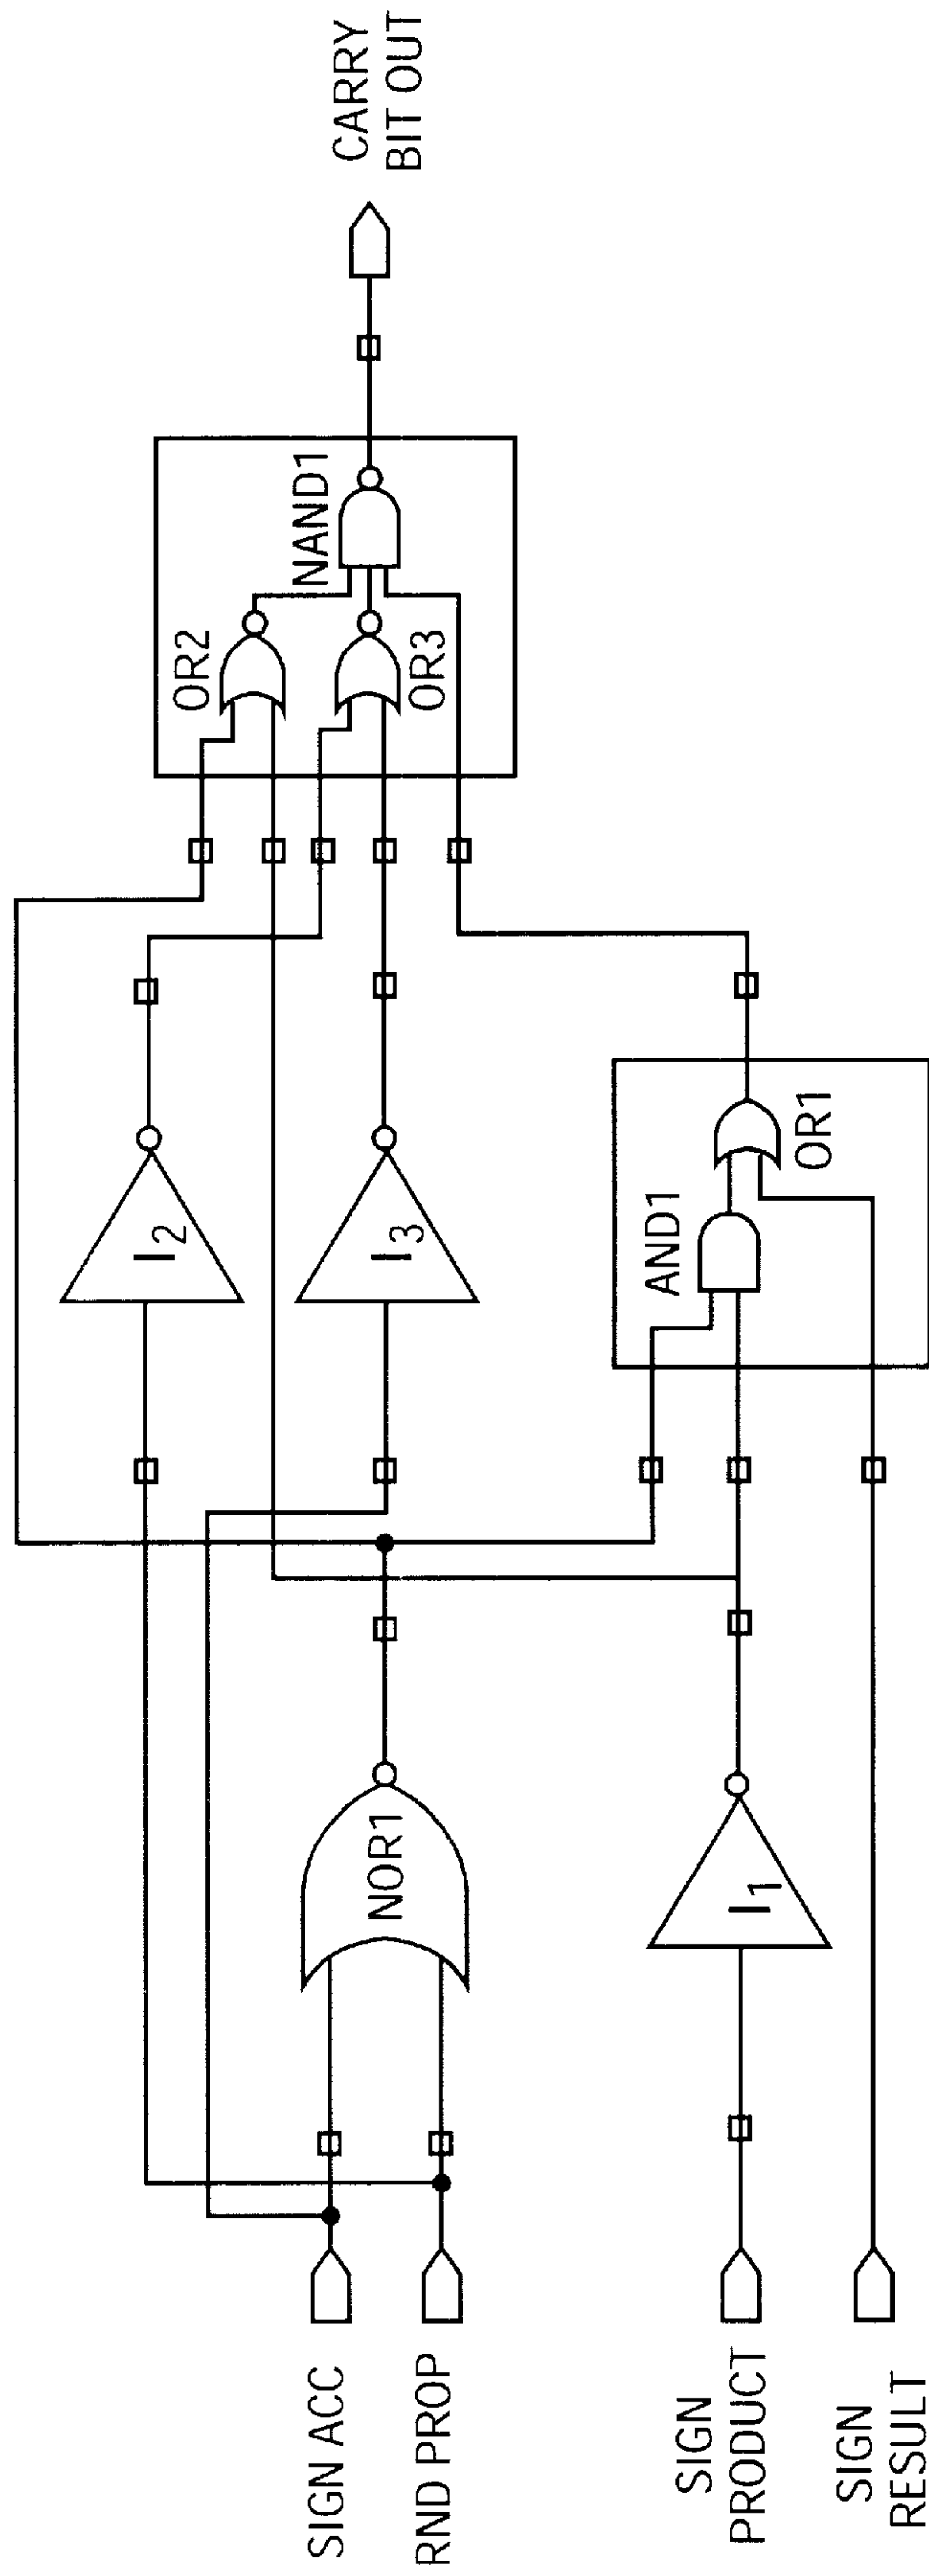 SIGN ACC
RND PROP
SIGN
PRODUCT
SIGN
RESULT
NOR1
I1
I2
I3
AND1
OR1
OR2
OR3
NAND1
CARRY
BIT OUT